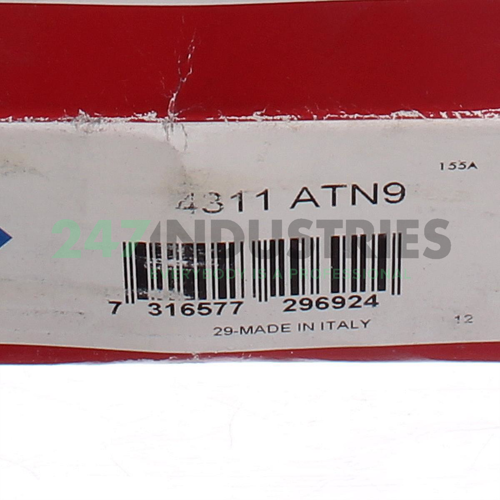 155A
4311 ATN9
247INDUSTRIES
7 316577 296924
29-MADE IN ITALY
12